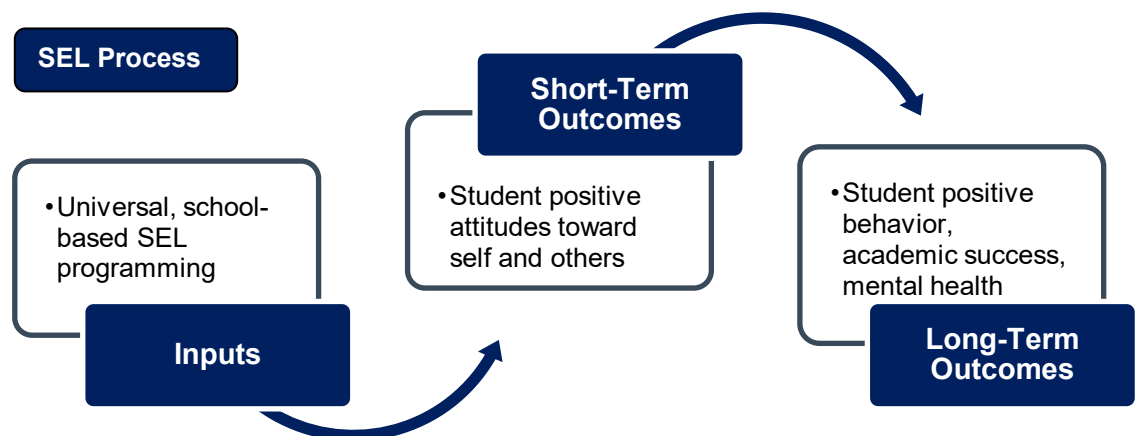 SEL Process
•Universal, school-
based SEL
programming
Inputs
Short-Term
Outcomes
•Student positive
attitudes toward
self and others
•Student positive
behavior,
academic success,
mental health
Long-Term
Outcomes